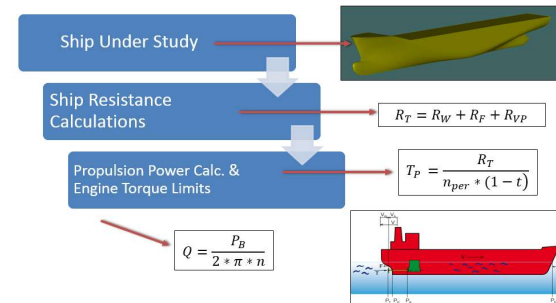 Ship Under Study
Ship Resistance
Calculations
R_T = R_W + R_F + R_VP
Propulsion Power Calc. &
Engine Torque Limits
T_P = R_T / (n_per * (1 − t))
Q = P_B / (2 * π * n)